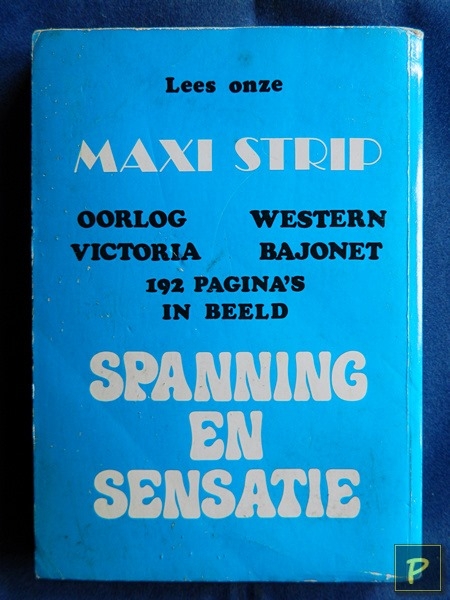 Lees onze
MAXI STRIP
OORLOG WESTERN
VICTORIA BAJONET
192 PAGINA'S
IN BEELD
SPANNING
EN
SENSATIE
P